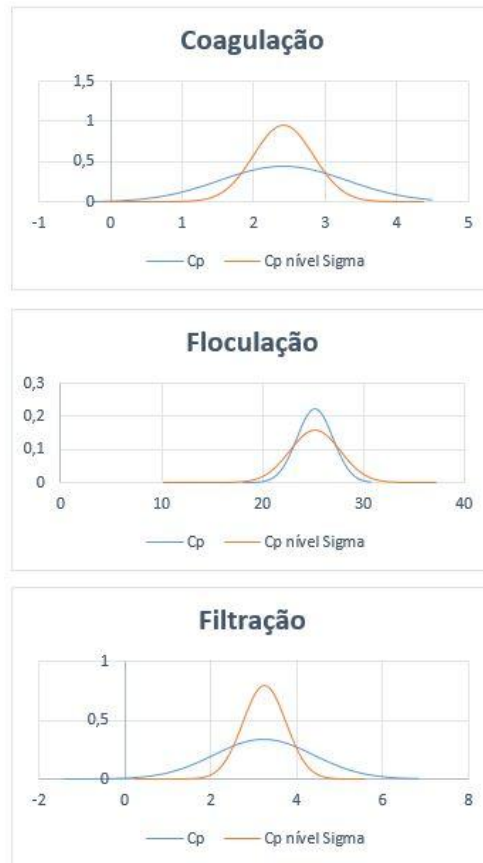 Coagulação
1,5
1
0,5
0
-1 0 1 2 3 4 5
Cp Cp nível Sigma
Floculação
0,3
0,2
0,1
0
0 10 20 30 40
Cp Cp nível Sigma
Filtração
1
0,5
0
-2 0 2 4 6 8
Cp Cp nível Sigma